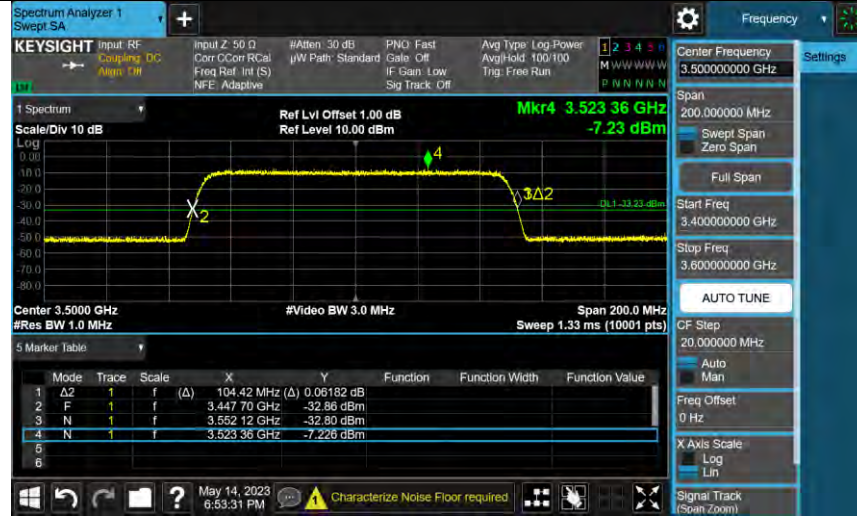 Spectrum Analyzer 1
Swept SA
+
Frequency
KEYSIGHT
Input: RF
Coupling: DC
Align: Off
Input Z: 50 Ω
Corr CCorr RCal
Freq Ref: Int (S)
NFE: Adaptive
#Atten: 30 dB
µW Path: Standard
PNO: Fast
Gate: Off
IF Gain: Low
Sig Track: Off
Avg Type: Log-Power
Avg|Hold: 100/100
Trig: Free Run
1 2 3 4 5 6
M W W W W W
P N N N N N
1 Spectrum
Scale/Div 10 dB
Ref Lvl Offset 1.00 dB
Ref Level 10.00 dBm
Mkr4 3.523 36 GHz
-7.23 dBm
Log
0.00
-10.0
-20.0
-30.0
-40.0
-50.0
-60.0
-70.0
-80.0
4
2
3Δ2
DL1 -33.23 dBm
Center 3.5000 GHz
#Video BW 3.0 MHz
Span 200.0 MHz
#Res BW 1.0 MHz
Sweep 1.33 ms (10001 pts)
5 Marker Table
Mode Trace Scale X Y Function Function Width Function Value
1 Δ2 1 f (Δ) 104.42 MHz (Δ) 0.06182 dB
2 F 1 f 3.447 70 GHz -32.86 dBm
3 N 1 f 3.552 12 GHz -32.80 dBm
4 N 1 f 3.523 36 GHz -7.226 dBm
5
6
?
May 14, 2023
6:53:31 PM
Characterize Noise Floor required
Center Frequency
3.500000000 GHz
Settings
Span
200.000000 MHz
Swept Span
Zero Span
Full Span
Start Freq
3.400000000 GHz
Stop Freq
3.600000000 GHz
AUTO TUNE
CF Step
20.000000 MHz
Auto
Man
Freq Offset
0 Hz
X Axis Scale
Log
Lin
Signal Track
(Span Zoom)